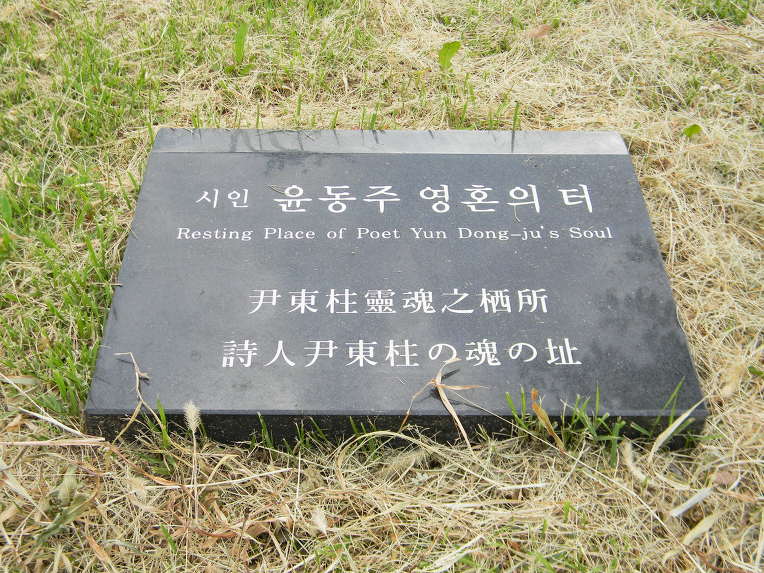 시인 윤동주 영혼의 터
Resting Place of Poet Yun Dong-ju's Soul
尹東柱靈魂之栖所
詩人尹東柱の魂の址